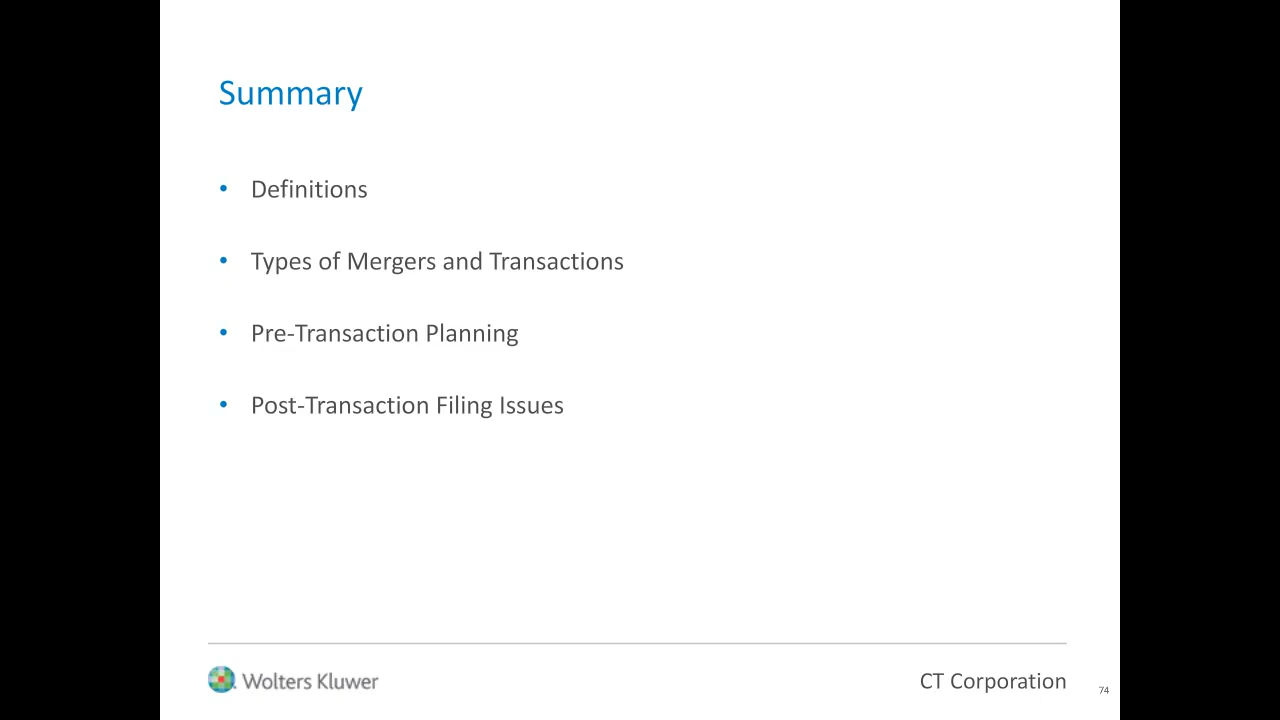 Summary
• Definitions
• Types of Mergers and Transactions
• Pre-Transaction Planning
• Post-Transaction Filing Issues
Wolters Kluwer
CT Corporation
74